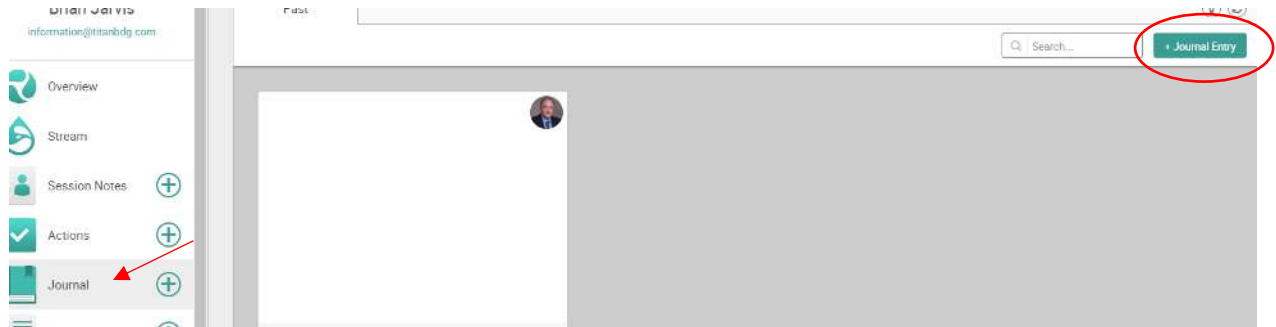 Brian Jarvis
information@titanbdg.com
Overview
Stream
Session Notes
Actions
Journal
Past
Search...
+ Journal Entry